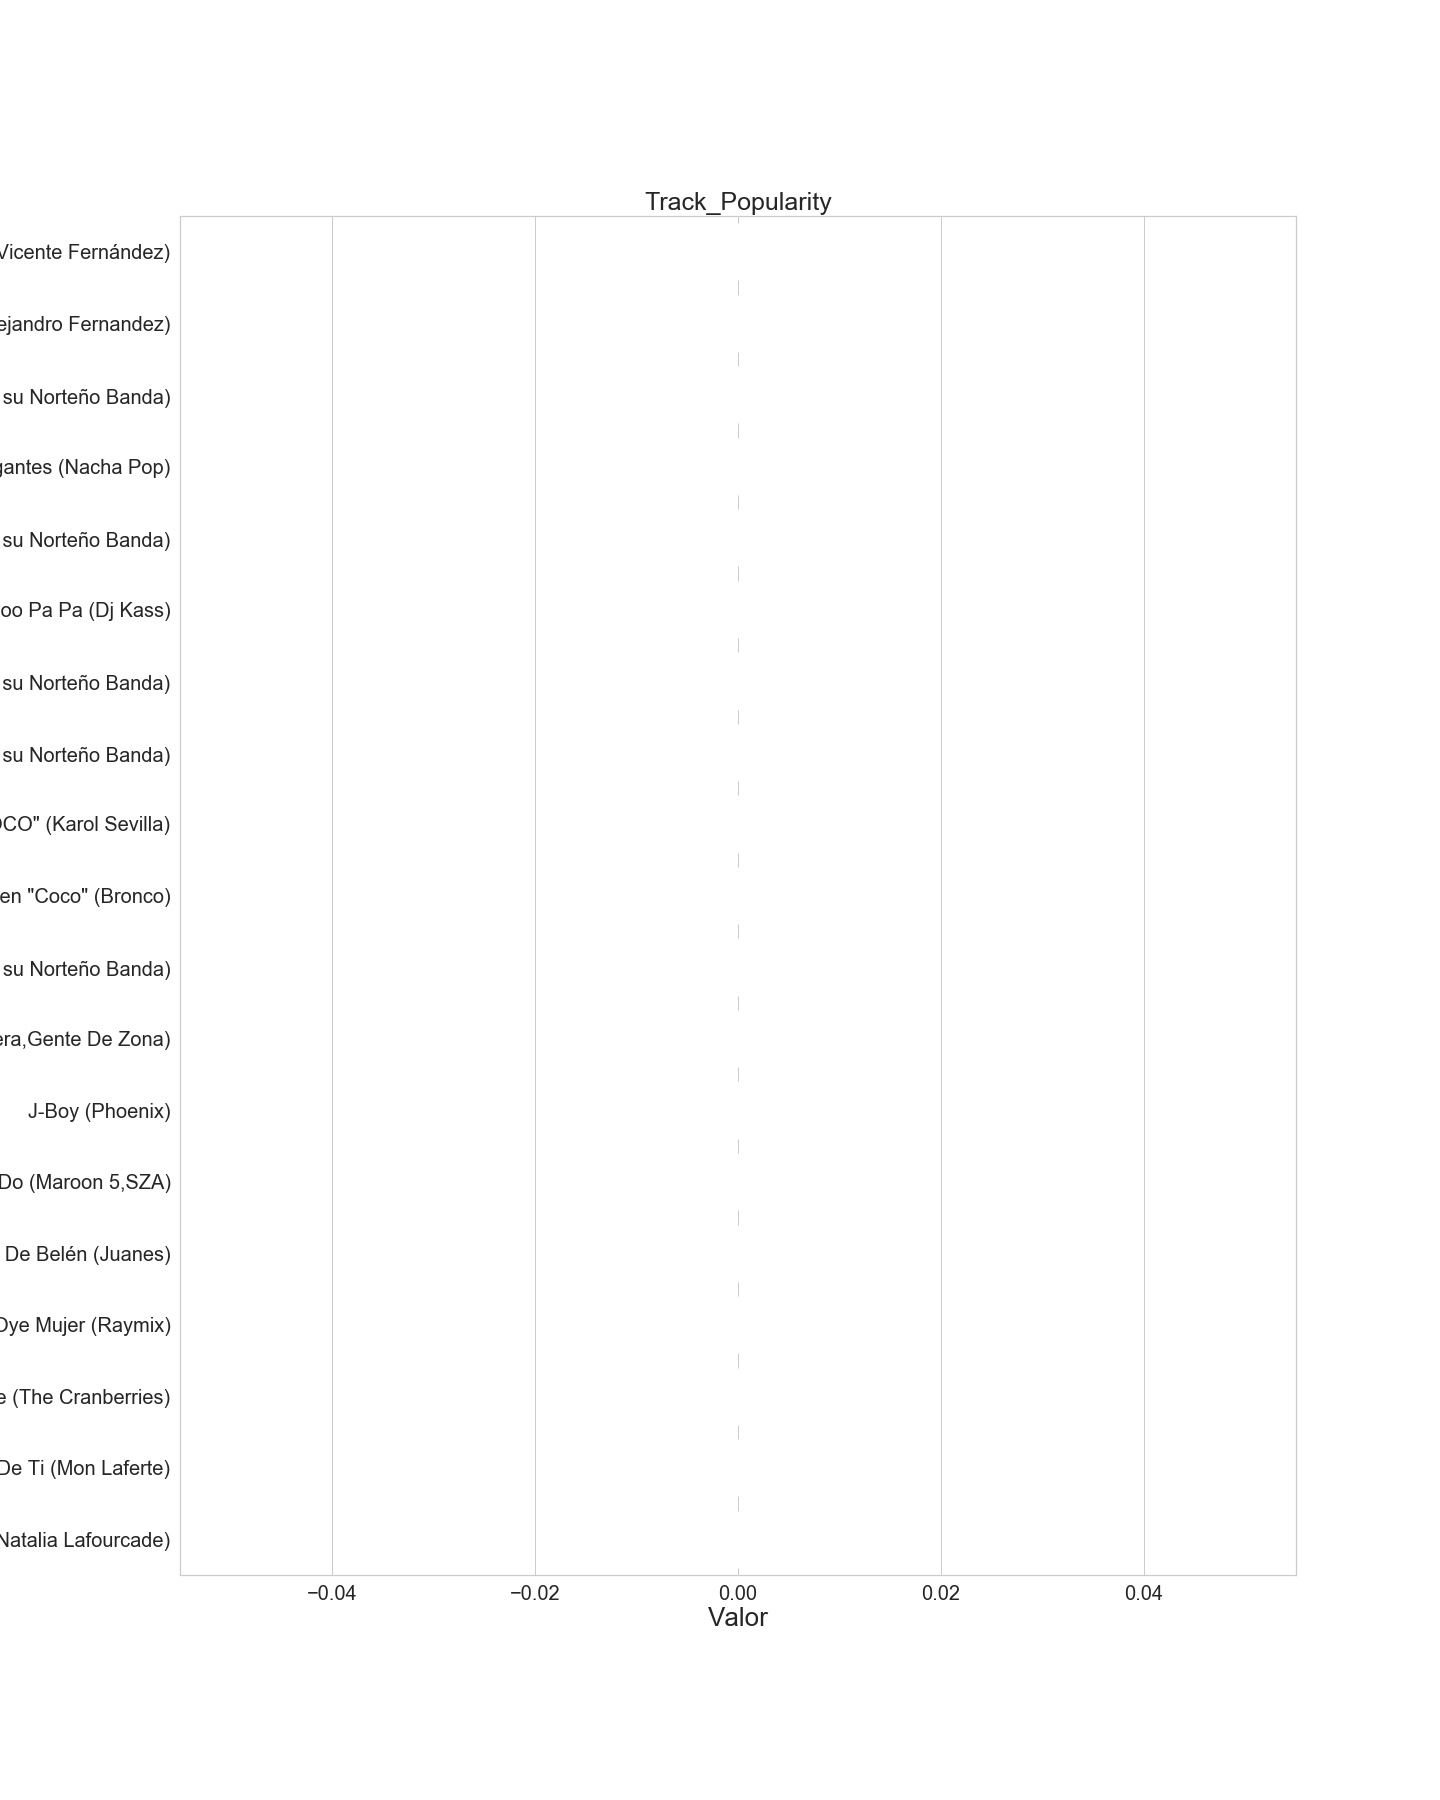 Track_Popularity
Vicente Fernández)
ejandro Fernandez)
su Norteño Banda)
gantes (Nacha Pop)
su Norteño Banda)
oo Pa Pa (Dj Kass)
su Norteño Banda)
su Norteño Banda)
OCO" (Karol Sevilla)
en "Coco" (Bronco)
su Norteño Banda)
era,Gente De Zona)
J-Boy (Phoenix)
Do (Maroon 5,SZA)
De Belén (Juanes)
Oye Mujer (Raymix)
e (The Cranberries)
De Ti (Mon Laferte)
Natalia Lafourcade)
−0.04 −0.02 0.00 0.02 0.04
Valor